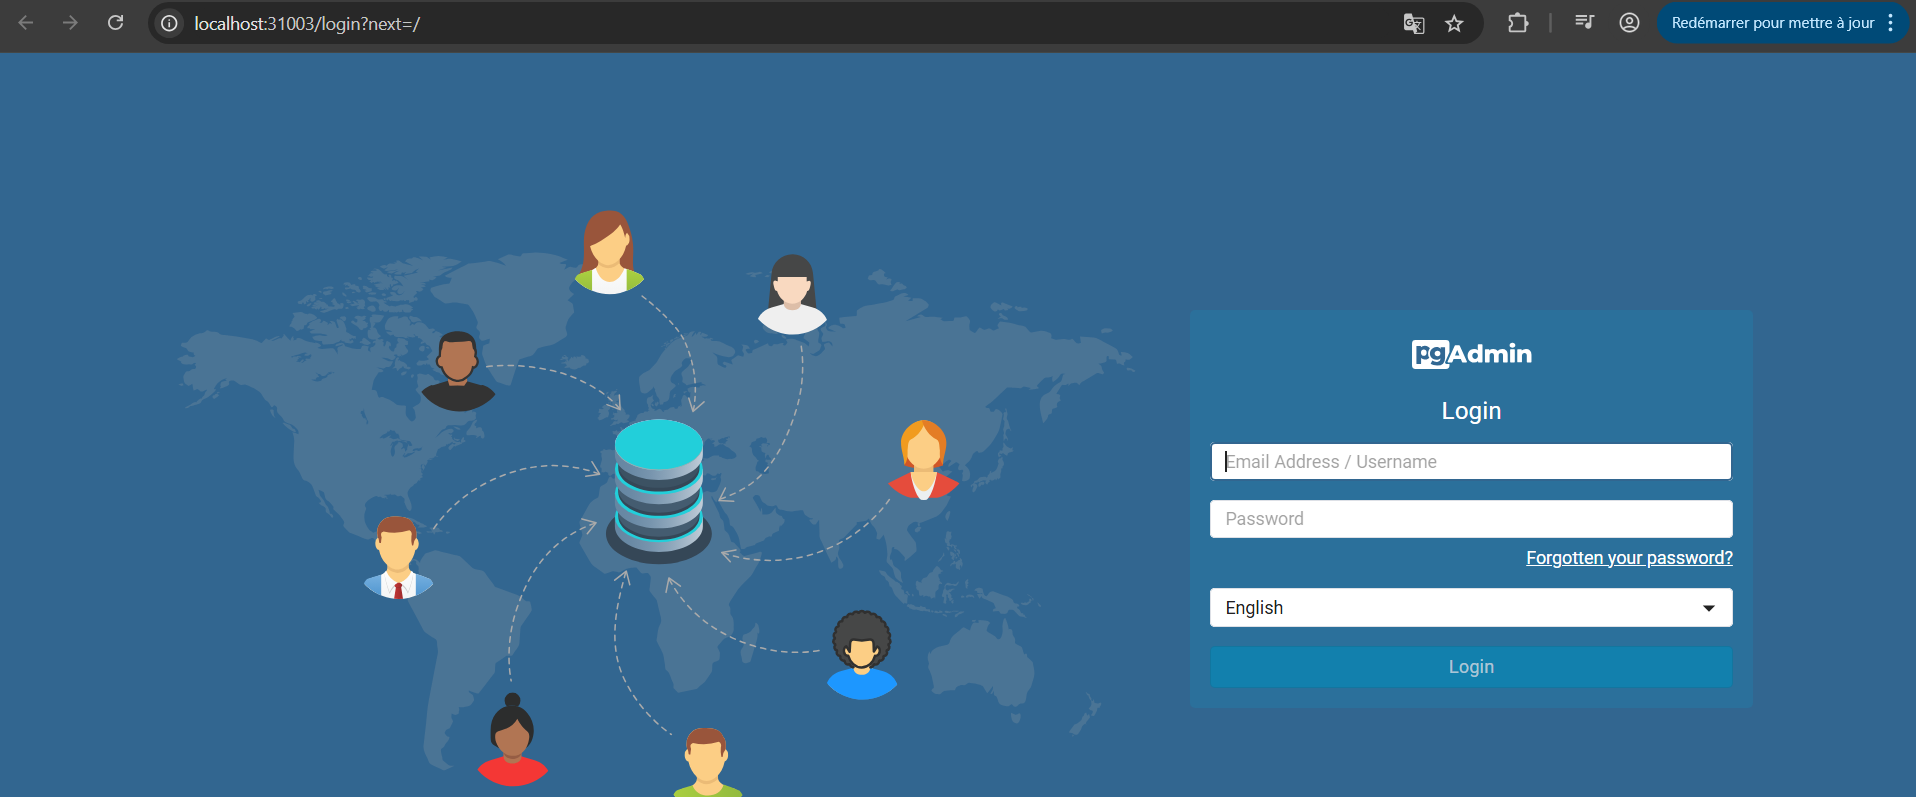 localhost:31003/login?next=/
Redémarrer pour mettre à jour
pgAdmin
Login
Email Address / Username
Password
Forgotten your password?
English
Login